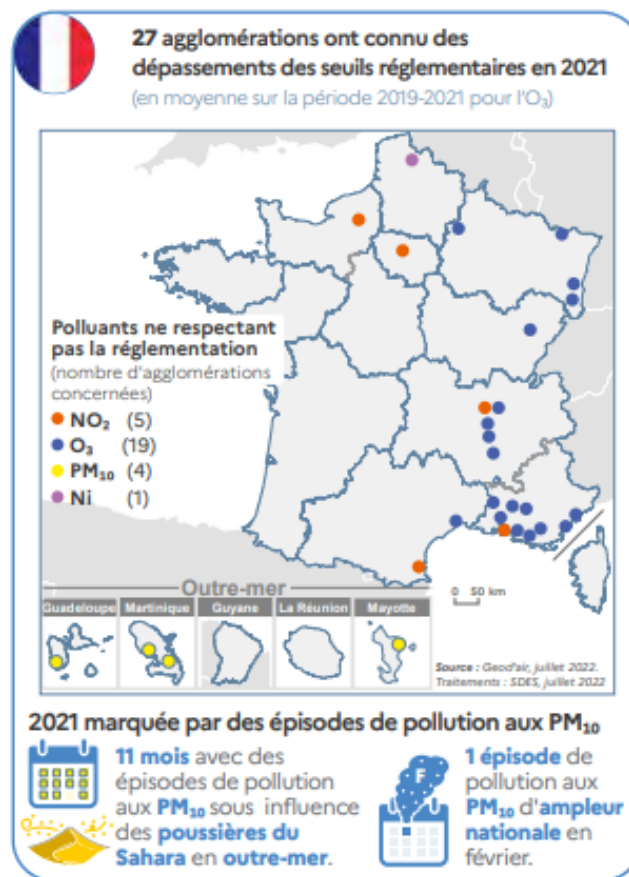 27 agglomérations ont connu des
dépassements des seuils réglementaires en 2021
(en moyenne sur la période 2019-2021 pour l'O₃)
Polluants ne respectant
pas la réglementation
(nombre d'agglomérations
concernées)
NO₂ (5)
O₃ (19)
PM₁₀ (4)
Ni (1)
Outre-mer
Guadeloupe
Martinique
Guyane
La Réunion
Mayotte
0 50 km
Source : Geod'air, juillet 2022.
Traitements : SDES, juillet 2022
2021 marquée par des épisodes de pollution aux PM₁₀
11 mois avec des
épisodes de pollution
aux PM₁₀ sous influence
des poussières du
Sahara en outre-mer.
F
1 épisode de
pollution aux
PM₁₀ d'ampleur
nationale en
février.